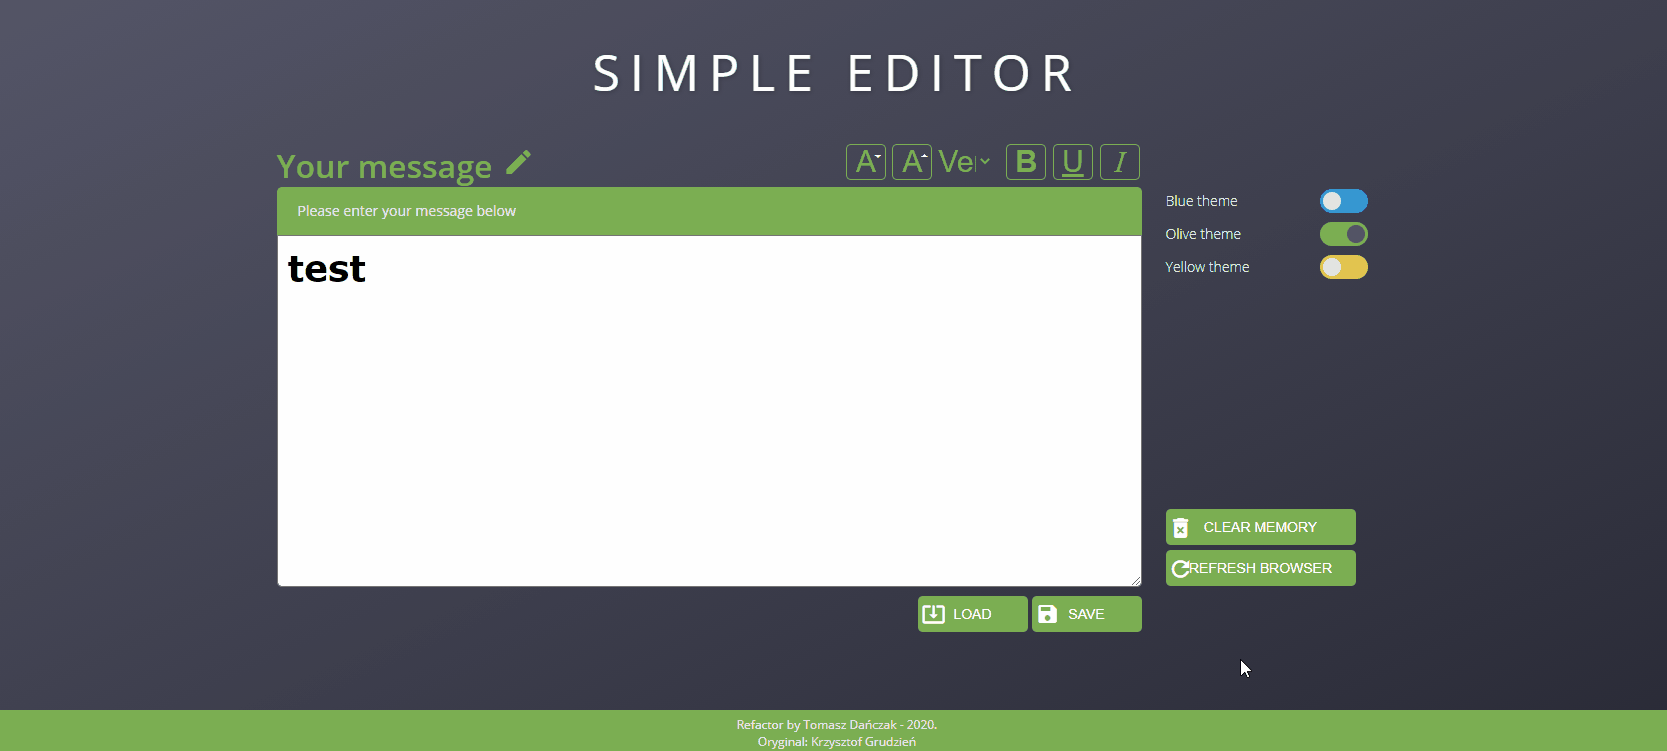 SIMPLE EDITOR
Your message
A A Ve B U I
Please enter your message below
test
Blue theme
Olive theme
Yellow theme
CLEAR MEMORY
REFRESH BROWSER
LOAD SAVE
Refactor by Tomasz Dańczak - 2020.
Oryginal: Krzysztof Grudzień